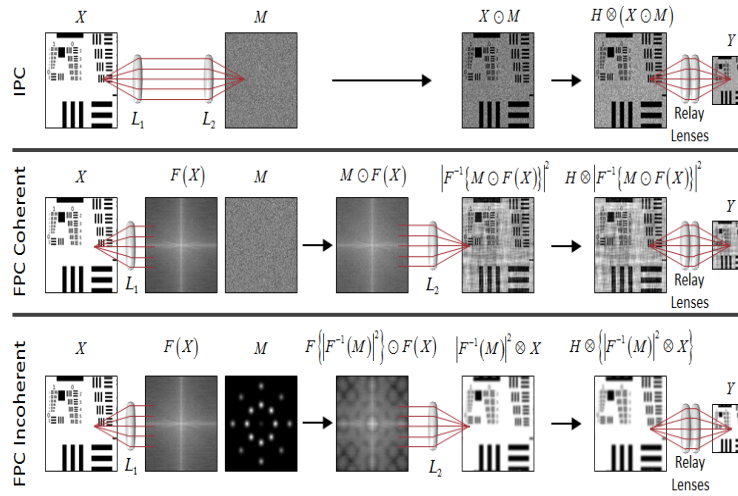 IPC
X
M
X ⊙ M
H ⊗ (X ⊙ M)
Y
L₁
L₂
Relay
Lenses
FPC Coherent
X
F(X)
M
M ⊙ F(X)
|F⁻¹{M ⊙ F(X)}|²
H ⊗ |F⁻¹{M ⊙ F(X)}|²
Y
L₁
L₂
Relay
Lenses
FPC Incoherent
X
F(X)
M
F{|F⁻¹(M)|²} ⊙ F(X)
|F⁻¹(M)|² ⊗ X
H ⊗ {|F⁻¹(M)|² ⊗ X}
Y
L₁
L₂
Relay
Lenses